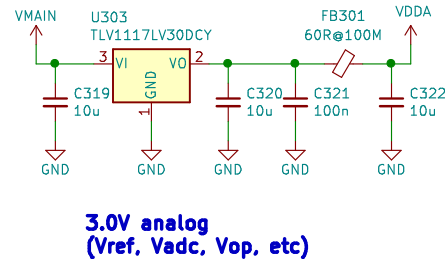 VMAIN
U303
TLV1117LV30DCY
FB301
60R@100M
VDDA
3
VI
VO
2
GND
1
C319
10u
C320
10u
C321
100n
C322
10u
GND
GND
GND
GND
GND
3.0V analog
(Vref, Vadc, Vop, etc)